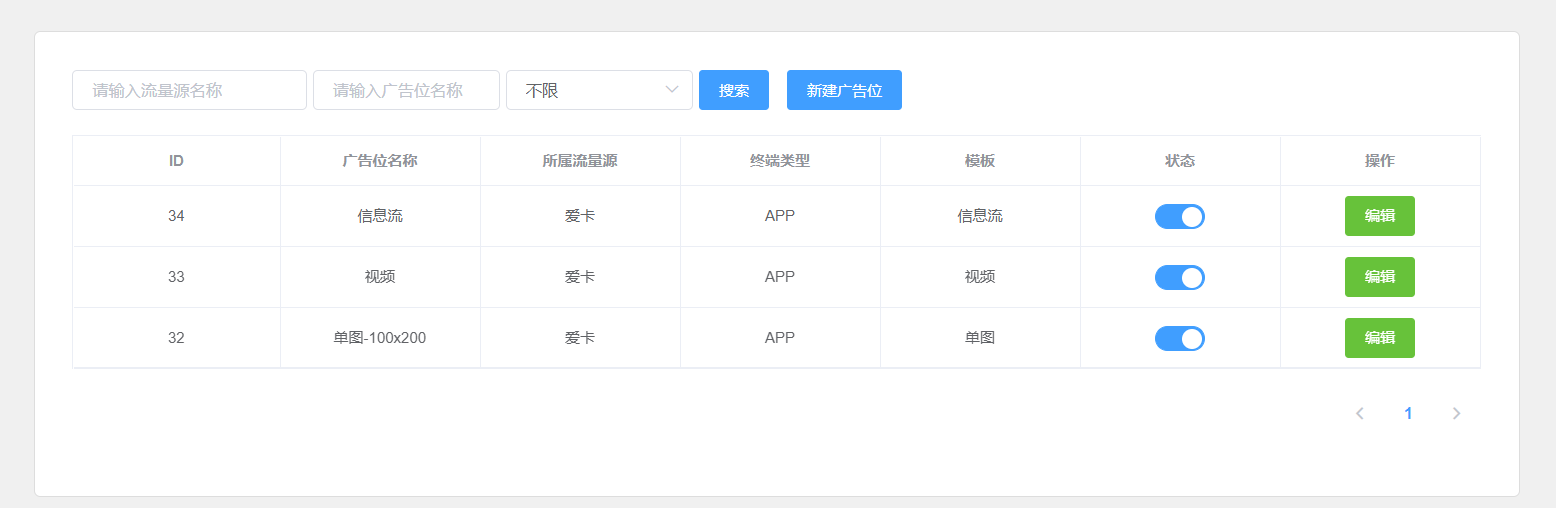 请输入流量源名称 请输入广告位名称 不限 搜索 新建广告位
ID 广告位名称 所属流量源 终端类型 模板 状态 操作
34 信息流 爱卡 APP 信息流 编辑
33 视频 爱卡 APP 视频 编辑
32 单图-100x200 爱卡 APP 单图 编辑
1